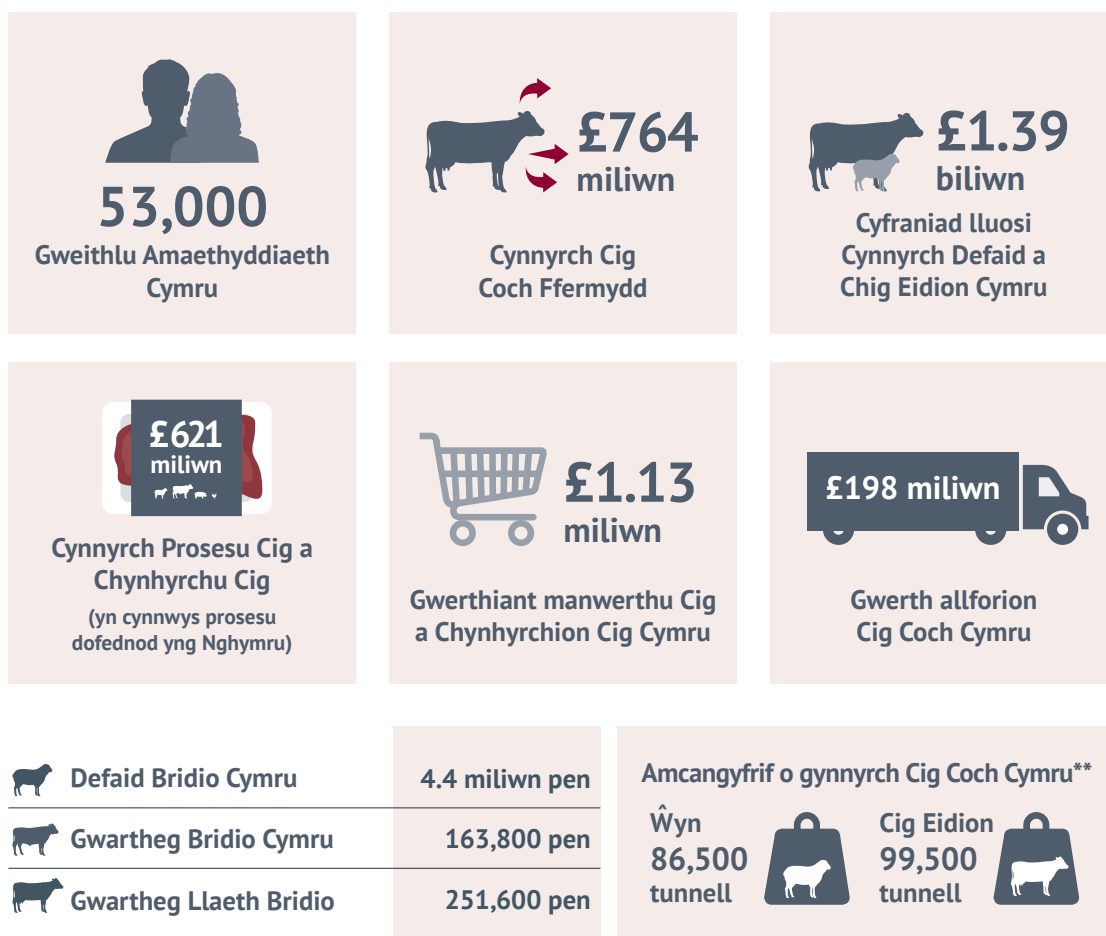 53,000
Gweithlu Amaethyddiaeth
Cymru
£764
miliwn
Cynnyrch Cig
Coch Ffermydd
£1.39
biliwn
Cyfraniad lluosi
Cynnyrch Defaid a
Chig Eidion Cymru
£621
miliwn
Cynnyrch Prosesu Cig a
Chynhyrchu Cig
(yn cynnwys prosesu
dofednod yng Nghymru)
£1.13
miliwn
Gwerthiant manwerthu Cig
a Chynhyrchion Cig Cymru
£198 miliwn
Gwerth allforion
Cig Coch Cymru
Defaid Bridio Cymru 4.4 miliwn pen
Gwartheg Bridio Cymru 163,800 pen
Gwartheg Llaeth Bridio 251,600 pen
Amcangyfrif o gynnyrch Cig Coch Cymru**
Ŵyn
86,500
tunnell
Cig Eidion
99,500
tunnell